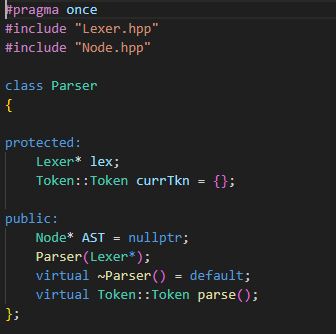 #pragma once
#include "Lexer.hpp"
#include "Node.hpp"
class Parser
{
protected:
Lexer* lex;
Token::Token currTkn = {};
public:
Node* AST = nullptr;
Parser(Lexer*);
virtual ~Parser() = default;
virtual Token::Token parse();
};